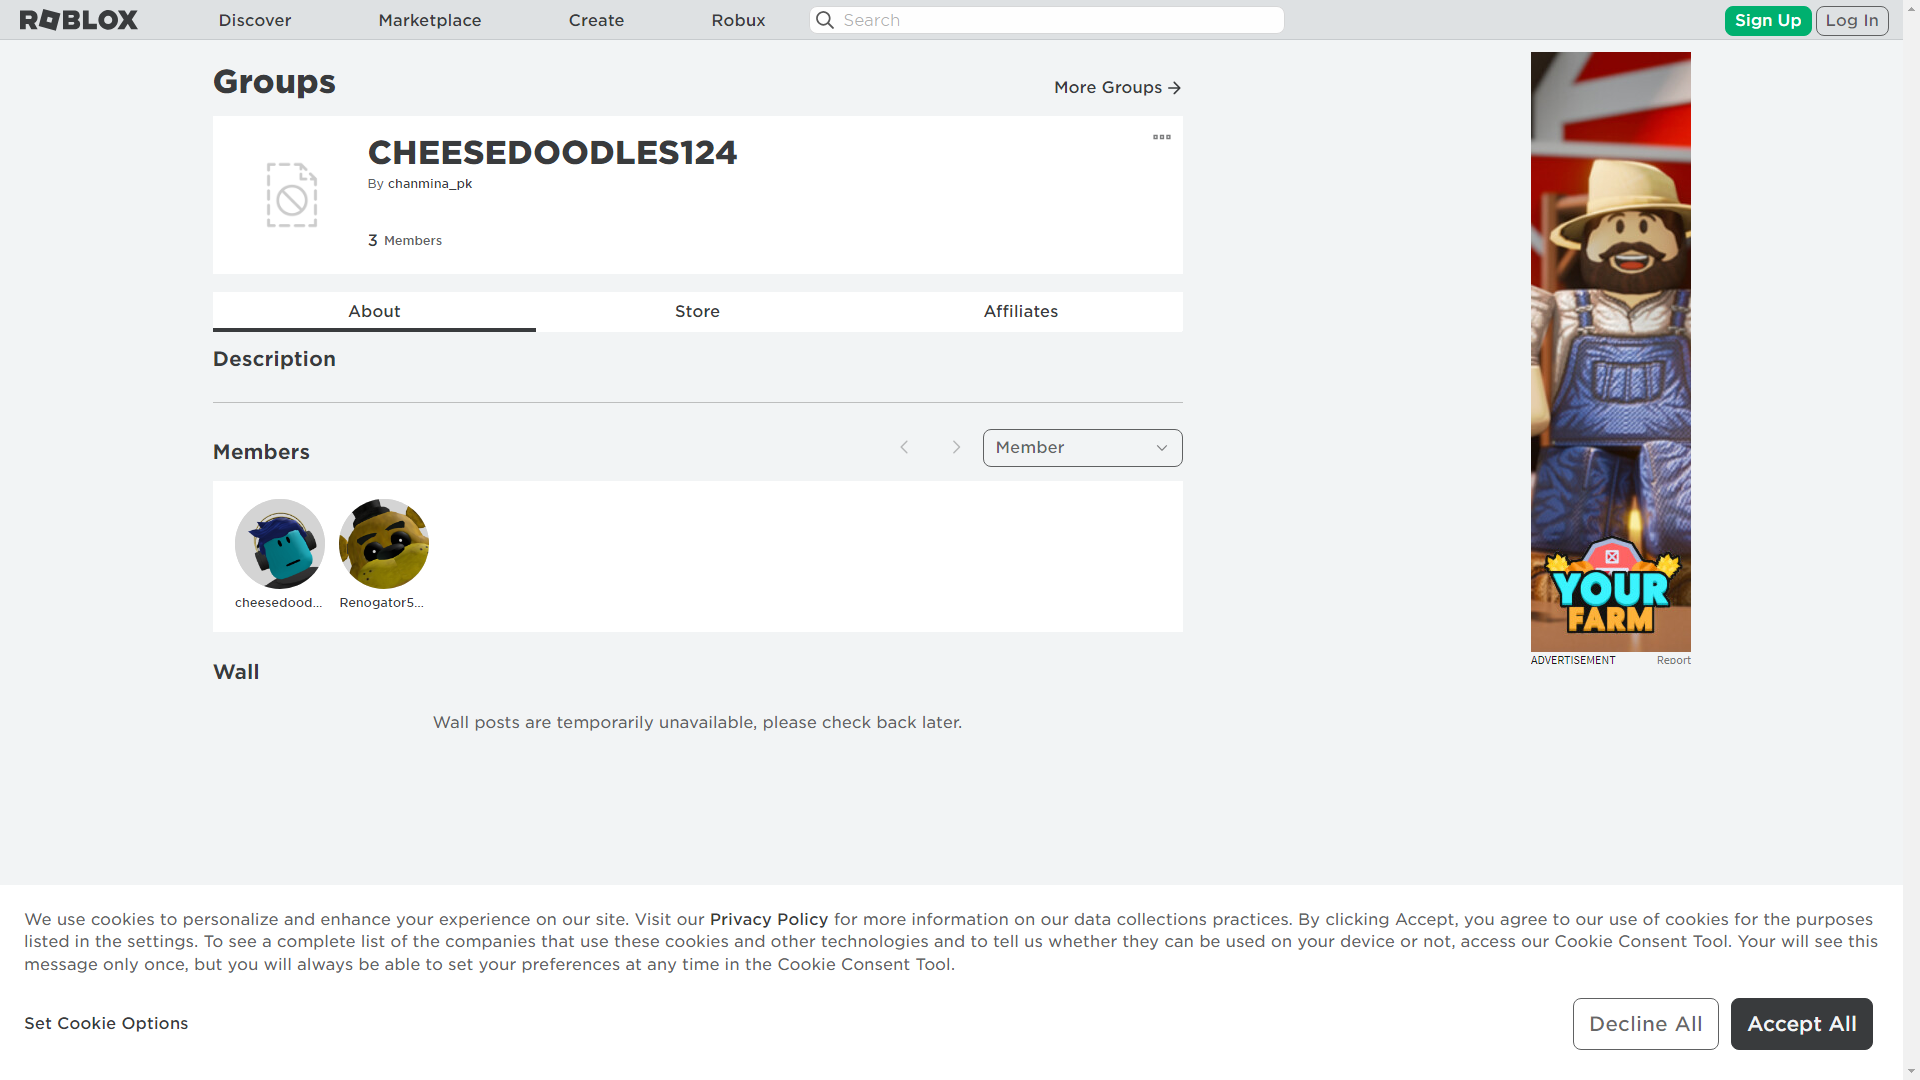 ROBLOX
Discover
Marketplace
Create
Robux
Search
Sign Up
Log In
Groups
More Groups
CHEESEDOODLES124
By chanmina_pk
3 Members
About
Store
Affiliates
Description
Members
Member
cheesedood...
Renogator5...
Wall
Wall posts are temporarily unavailable, please check back later.
YOUR
FARM
ADVERTISEMENT
Report
We use cookies to personalize and enhance your experience on our site. Visit our Privacy Policy for more information on our data collections practices. By clicking Accept, you agree to our use of cookies for the purposes
listed in the settings. To see a complete list of the companies that use these cookies and other technologies and to tell us whether they can be used on your device or not, access our Cookie Consent Tool. Your will see this
message only once, but you will always be able to set your preferences at any time in the Cookie Consent Tool.
Set Cookie Options
Decline All
Accept All